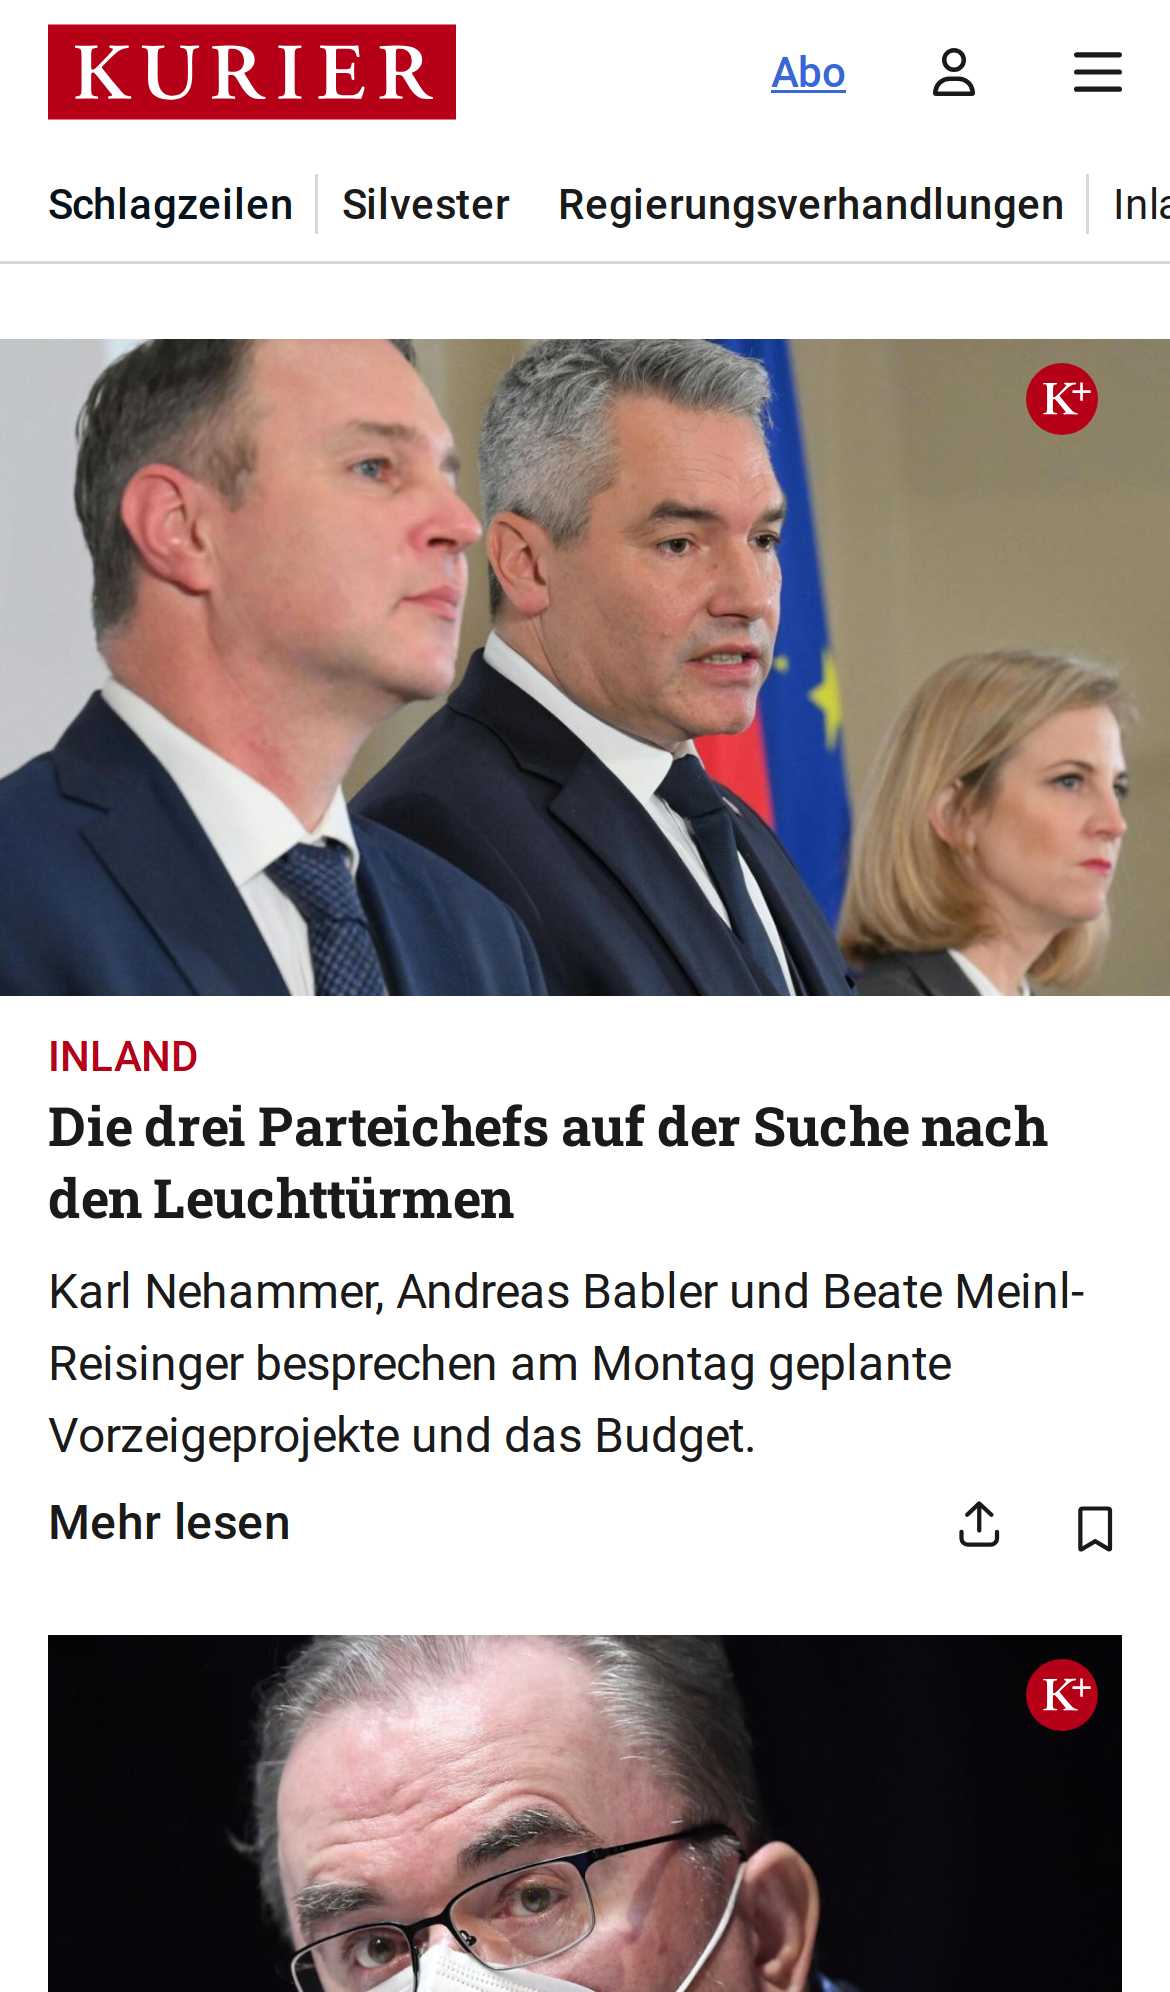 KURIER
Abo
Schlagzeilen
Silvester
Regierungsverhandlungen
Inla
K+
INLAND
Die drei Parteichefs auf der Suche nach
den Leuchttürmen
Karl Nehammer, Andreas Babler und Beate Meinl-
Reisinger besprechen am Montag geplante
Vorzeigeprojekte und das Budget.
Mehr lesen
K+